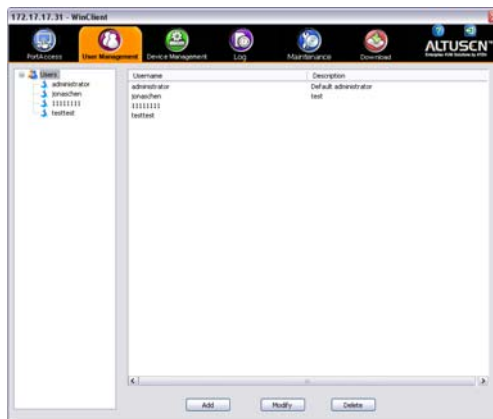 172.17.17.31 - WinClient
PortAccess
User Management
Device Management
Log
Maintenance
Download
ALTUSEN™
Users
administrator
jonaschen
11111111
testtest
Username
Description
administrator
Default administrator
jonaschen
test
11111111
testtest
Add
Modify
Delete